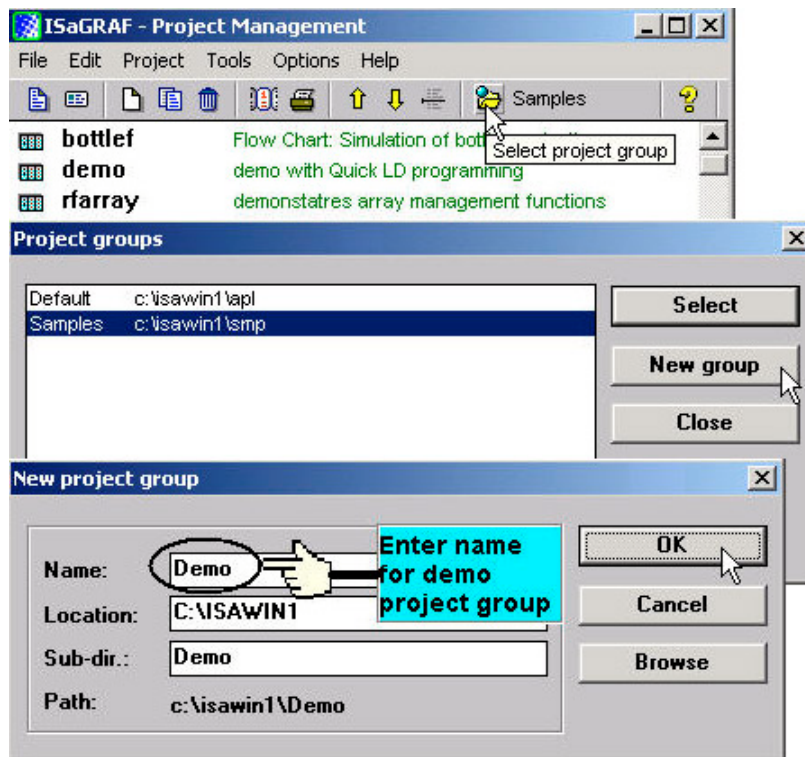 ISaGRAF - Project Management
File Edit Project Tools Options Help
Samples
bottlef Flow Chart: Simulation of bot
Select project group
demo demo with Quick LD programming
rfarray demonstatres array management functions
Project groups
Default c:\isawin1\apl
Samples c:\isawin1\smp
Select
New group
Close
New project group
Name: Demo
Enter name
for demo
project group
OK
Location: C:\ISAWIN1
Cancel
Sub-dir.: Demo
Browse
Path: c:\isawin1\Demo